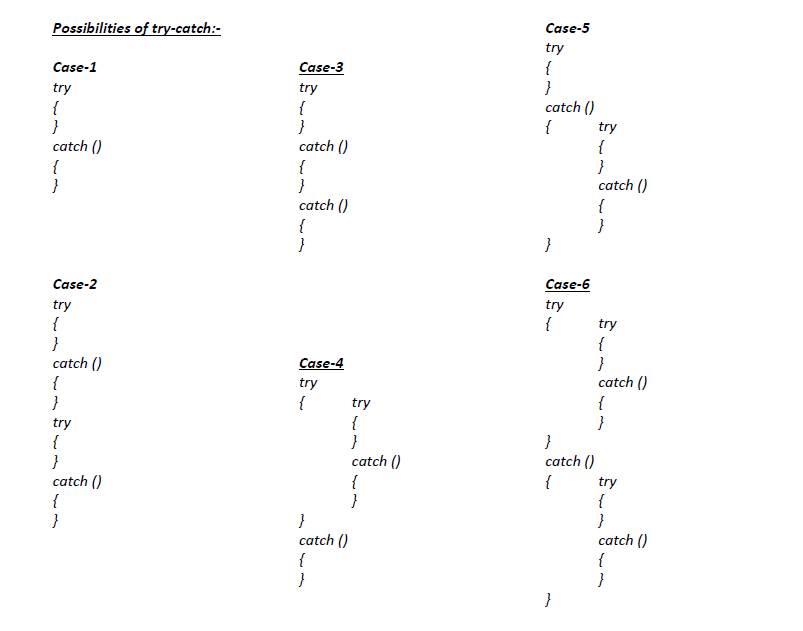 Possibilities of try-catch:-
Case-1
try
{
}
catch ()
{
}
Case-2
try
{
}
catch ()
{
}
try
{
}
catch ()
{
}
Case-3
try
{
}
catch ()
{
}
catch ()
{
}
Case-4
try
{ try
{
}
catch ()
{
}
}
catch ()
{
}
Case-5
try
{
}
catch ()
{ try
{
}
catch ()
{
}
}
Case-6
try
{ try
{
}
catch ()
{
}
}
catch ()
{ try
{
}
catch ()
{
}
}